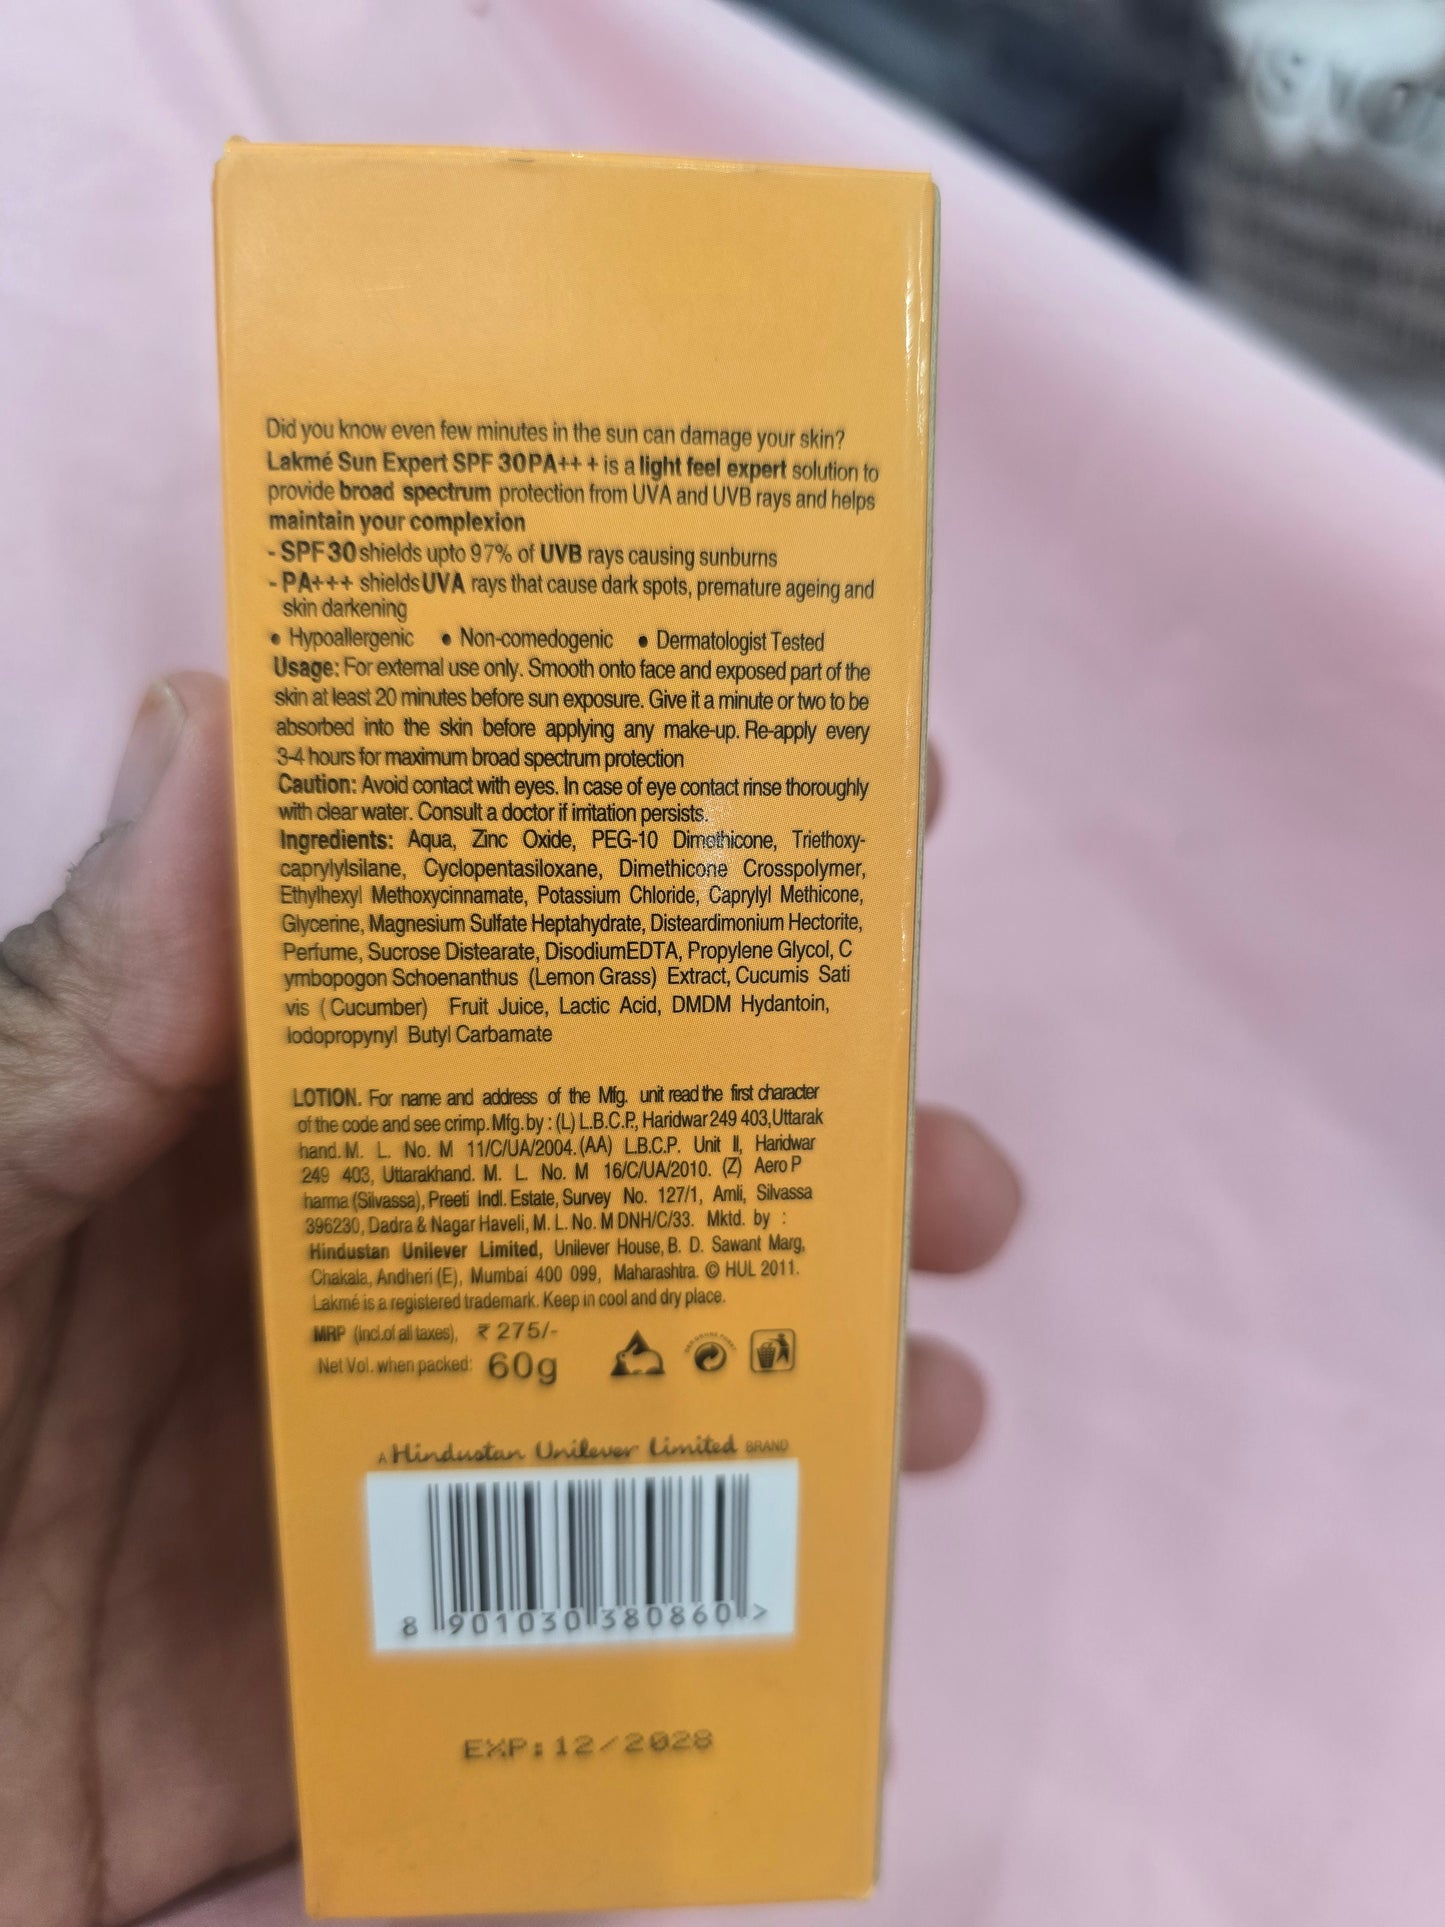 Did you know even few minutes in the sun can damage your skin?
Lakmé Sun Expert SPF 30PA+++ is a light feel expert solution to
provide broad spectrum protection from UVA and UVB rays and helps
maintain your complexion
- SPF 30 shields upto 97% of UVB rays causing sunburns
- PA+++ shields UVA rays that cause dark spots, premature ageing and
skin darkening
• Hypoallergenic • Non-comedogenic • Dermatologist Tested
Usage: For external use only. Smooth onto face and exposed part of the
skin at least 20 minutes before sun exposure. Give it a minute or two to be
absorbed into the skin before applying any make-up. Re-apply every
3-4 hours for maximum broad spectrum protection
Caution: Avoid contact with eyes. In case of eye contact rinse thoroughly
with clear water. Consult a doctor if irritation persists.
Ingredients: Aqua, Zinc Oxide, PEG-10 Dimethicone, Triethoxy-
caprylylsilane, Cyclopentasiloxane, Dimethicone Crosspolymer,
Ethylhexyl Methoxycinnamate, Potassium Chloride, Caprylyl Methicone,
Glycerine, Magnesium Sulfate Heptahydrate, Disteardimonium Hectorite,
Perfume, Sucrose Distearate, DisodiumEDTA, Propylene Glycol, C
ymbopogon Schoenanthus (Lemon Grass) Extract, Cucumis Sati
vis (Cucumber) Fruit Juice, Lactic Acid, DMDM Hydantoin,
Iodopropynyl Butyl Carbamate
LOTION. For name and address of the Mfg. unit read the first character
of the code and see crimp. Mfg. by : (L) L.B.C.P., Haridwar 249 403, Uttarak
hand. M. L. No. M 11/C/UA/2004. (AA) L.B.C.P. Unit II, Haridwar
249 403, Uttarakhand. M. L. No. M 16/C/UA/2010. (Z) Aero P
harma (Silvassa), Preeti Indl. Estate, Survey No. 127/1, Amli, Silvassa
396230, Dadra & Nagar Haveli, M. L. No. M DNH/C/33. Mktd. by :
Hindustan Unilever Limited, Unilever House, B. D. Sawant Marg,
Chakala, Andheri (E), Mumbai 400 099, Maharashtra. © HUL 2011.
Lakmé is a registered trademark. Keep in cool and dry place.
MRP (incl.of all taxes), ₹ 275/-
Net Vol. when packed: 60g
A Hindustan Unilever Limited BRAND
8 901030 380860 >
EXP: 12/2028